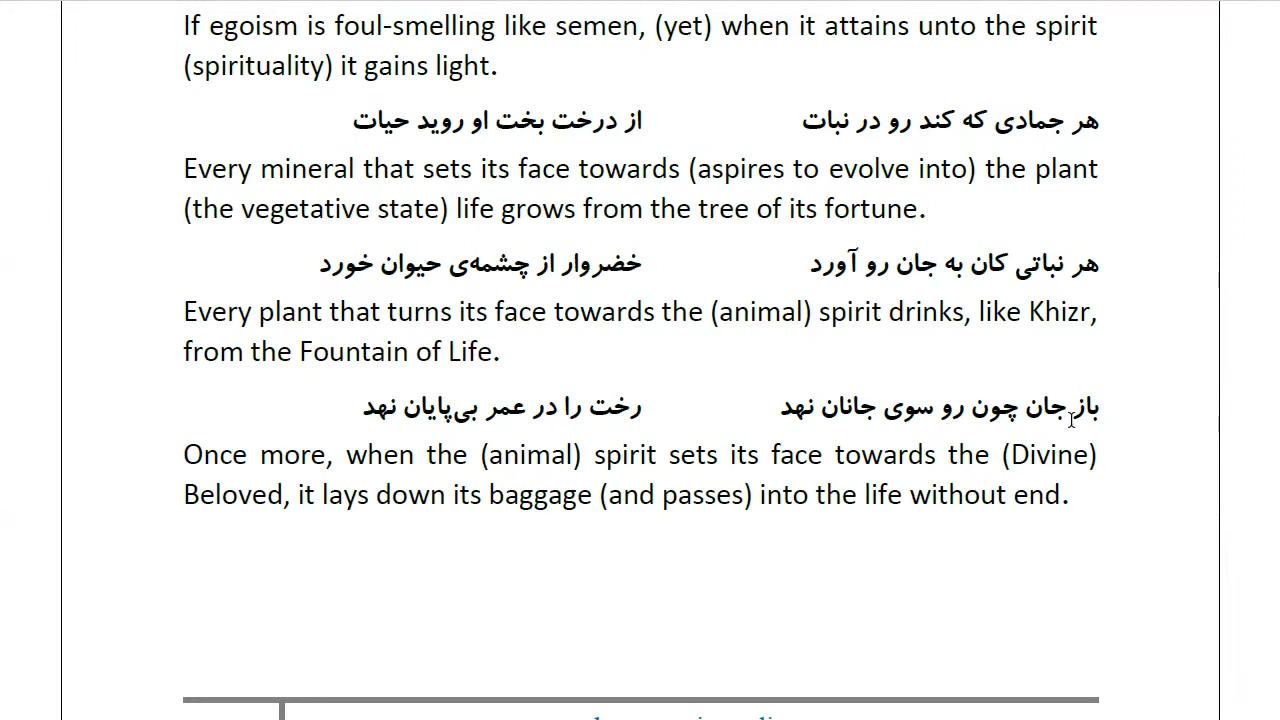 If egoism is foul-smelling like semen, (yet) when it attains unto the spirit
(spirituality) it gains light.
هر جمادی که کند رو در نبات از درخت بخت او روید حیات
Every mineral that sets its face towards (aspires to evolve into) the plant
(the vegetative state) life grows from the tree of its fortune.
هر نباتی کان به جان رو آورد خضروار از چشمه‌ی حیوان خورد
Every plant that turns its face towards the (animal) spirit drinks, like Khizr,
from the Fountain of Life.
باز جان چون رو سوی جانان نهد رخت را در عمر بی‌پایان نهد
Once more, when the (animal) spirit sets its face towards the (Divine)
Beloved, it lays down its baggage (and passes) into the life without end.